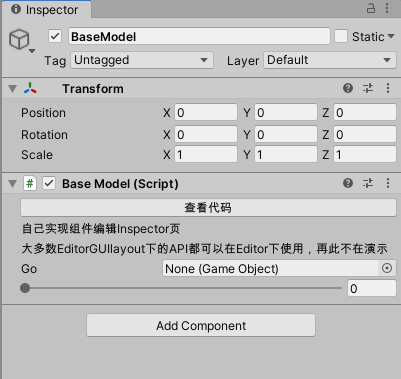 Inspector
BaseModel
Static
Tag Untagged Layer Default
Transform
Position X 0 Y 0 Z 0
Rotation X 0 Y 0 Z 0
Scale X 1 Y 1 Z 1
# Base Model (Script)
查看代码
自己实现组件编辑Inspector页
大多数EditorGUIlayout下的API都可以在Editor下使用，再此不在演示
Go None (Game Object)
0
Add Component